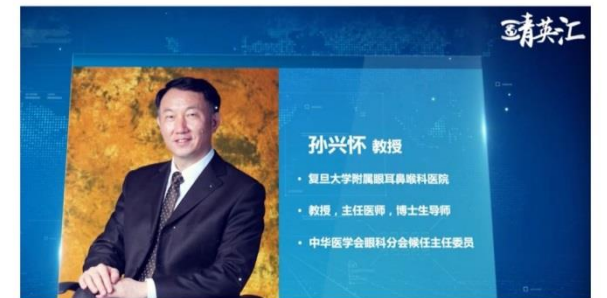 睛英汇
孙兴怀 教授
• 复旦大学附属眼耳鼻喉科医院
• 教授，主任医师，博士生导师
• 中华医学会眼科分会候任主任委员